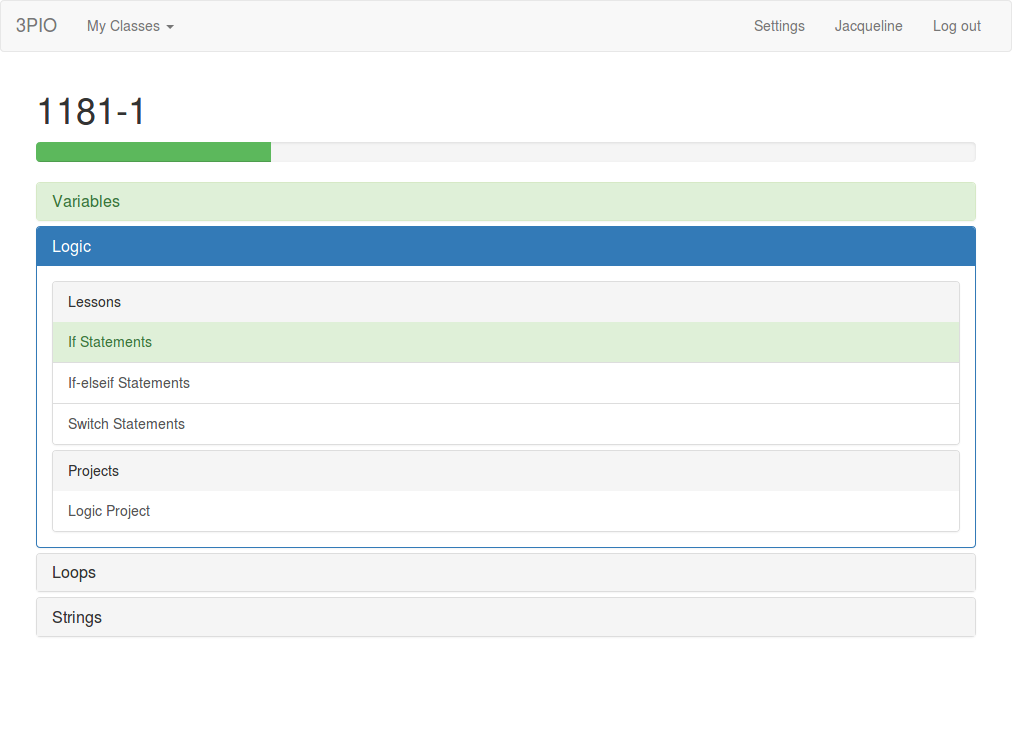 3PIO My Classes Settings Jacqueline Log out
1181-1
Variables
Logic
Lessons
If Statements
If-elseif Statements
Switch Statements
Projects
Logic Project
Loops
Strings